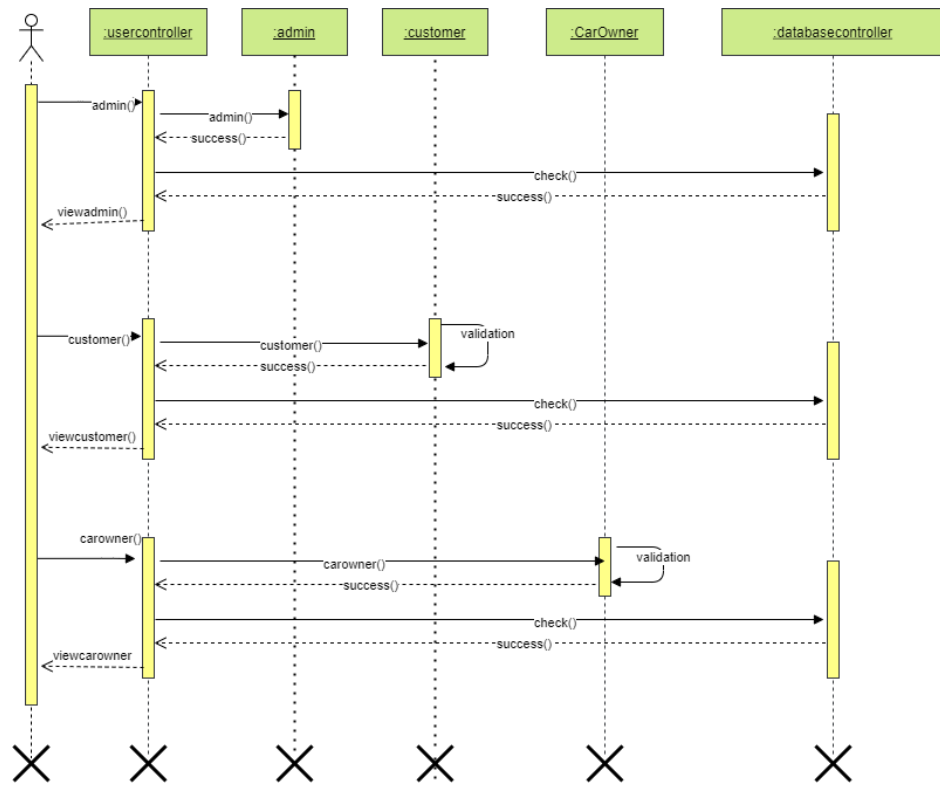 :usercontroller
:admin
:customer
:CarOwner
:databasecontroller
admin()
admin()
success()
check()
success()
viewadmin()
customer()
validation
customer()
success()
check()
success()
viewcustomer()
carowner()
validation
carowner()
success()
check()
success()
viewcarowner